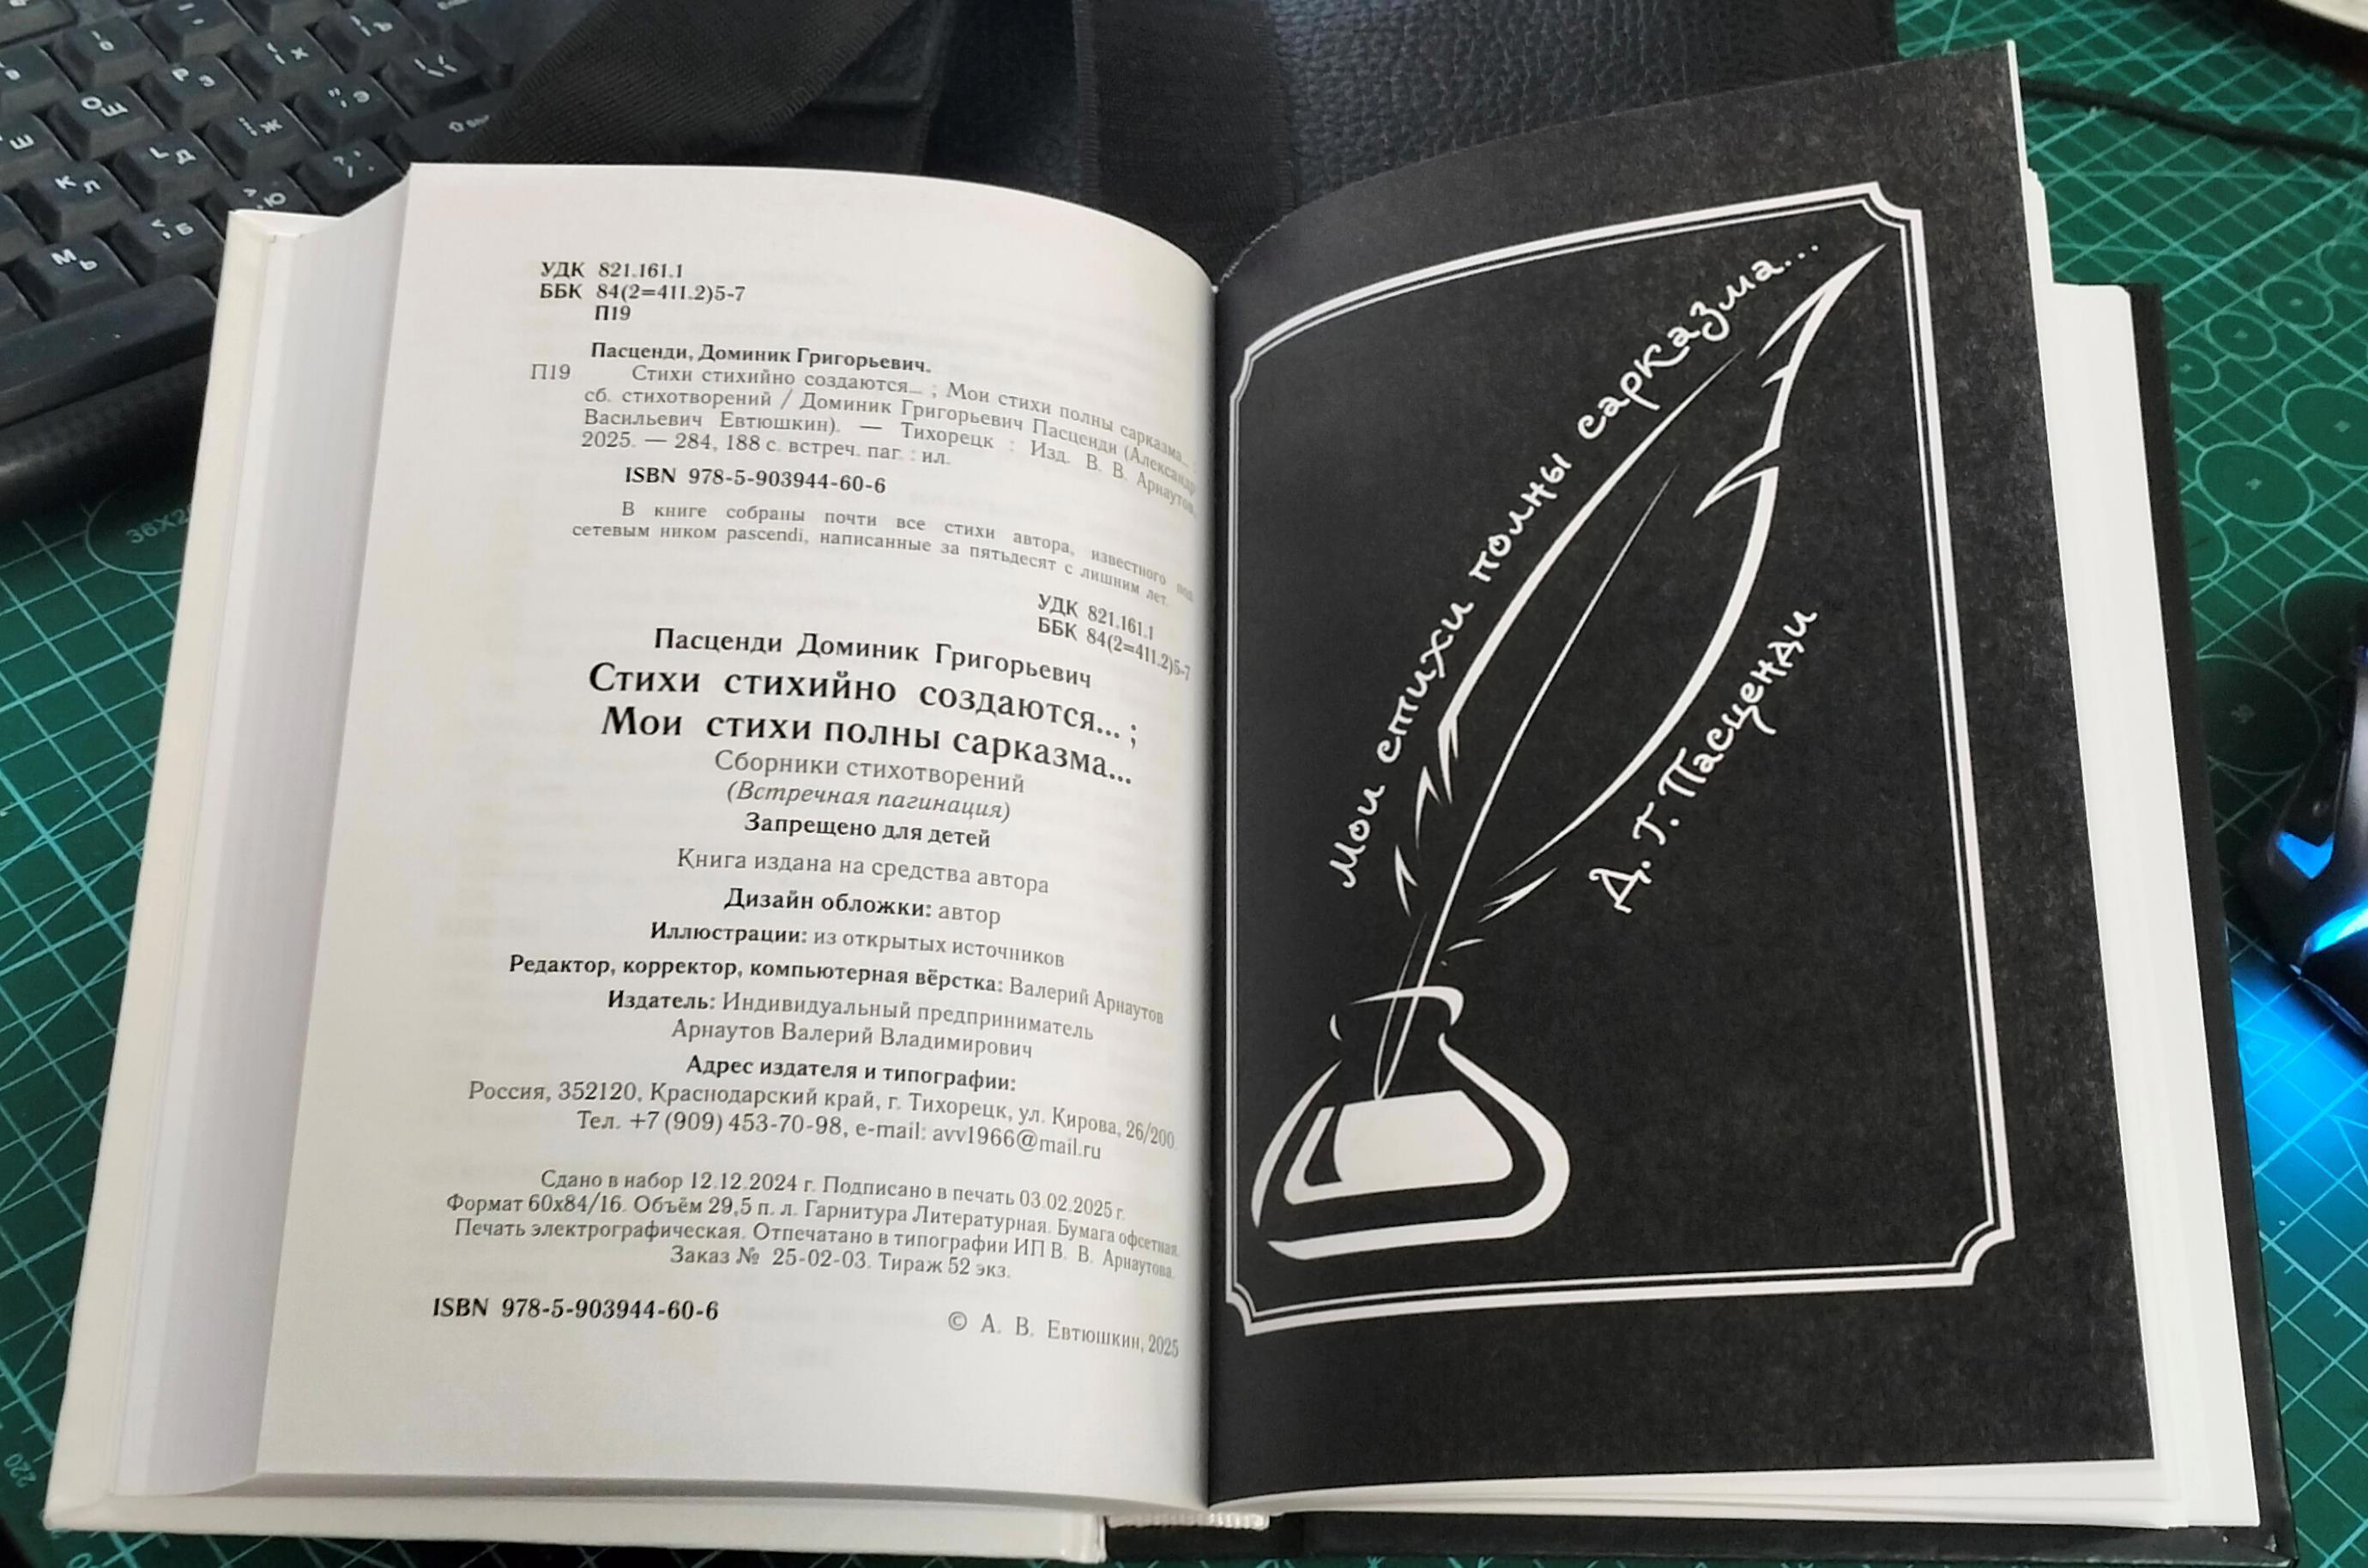 УДК 821.161.1
ББК 84(2=411.2)5-7
П19
Пасценди, Доминик Григорьевич.
П19 Стихи стихийно создаются... ; Мои стихи полны сарказма... :
сб. стихотворений / Доминик Григорьевич Пасценди (Александр
Васильевич Евтюшкин). — Тихорецк : Изд. В. В. Арнаутов,
2025. — 284, 188 с. встреч. паг. : ил.
ISBN 978-5-903944-60-6
В книге собраны почти все стихи автора, известного под
сетевым ником pascendi, написанные за пятьдесят с лишним лет.
УДК 821.161.1
ББК 84(2=411.2)5-7
Пасценди Доминик Григорьевич
Стихи стихийно создаются... ;
Мои стихи полны сарказма...
Сборники стихотворений
(Встречная пагинация)
Запрещено для детей
Книга издана на средства автора
Дизайн обложки: автор
Иллюстрации: из открытых источников
Редактор, корректор, компьютерная вёрстка: Валерий Арнаутов
Издатель: Индивидуальный предприниматель
Арнаутов Валерий Владимирович
Адрес издателя и типографии:
Россия, 352120, Краснодарский край, г. Тихорецк, ул. Кирова, 26/200.
Тел. +7 (909) 453-70-98, e-mail: avv1966@mail.ru
Сдано в набор 12.12.2024 г. Подписано в печать 03.02.2025 г.
Формат 60х84/16. Объём 29,5 п. л. Гарнитура Литературная. Бумага офсетная.
Печать электрографическая. Отпечатано в типографии ИП В. В. Арнаутова.
Заказ № 25-02-03. Тираж 52 экз.
ISBN 978-5-903944-60-6
© А. В. Евтюшкин, 2025
Мои стихи полны сарказма...
Д. Г. Пасценди